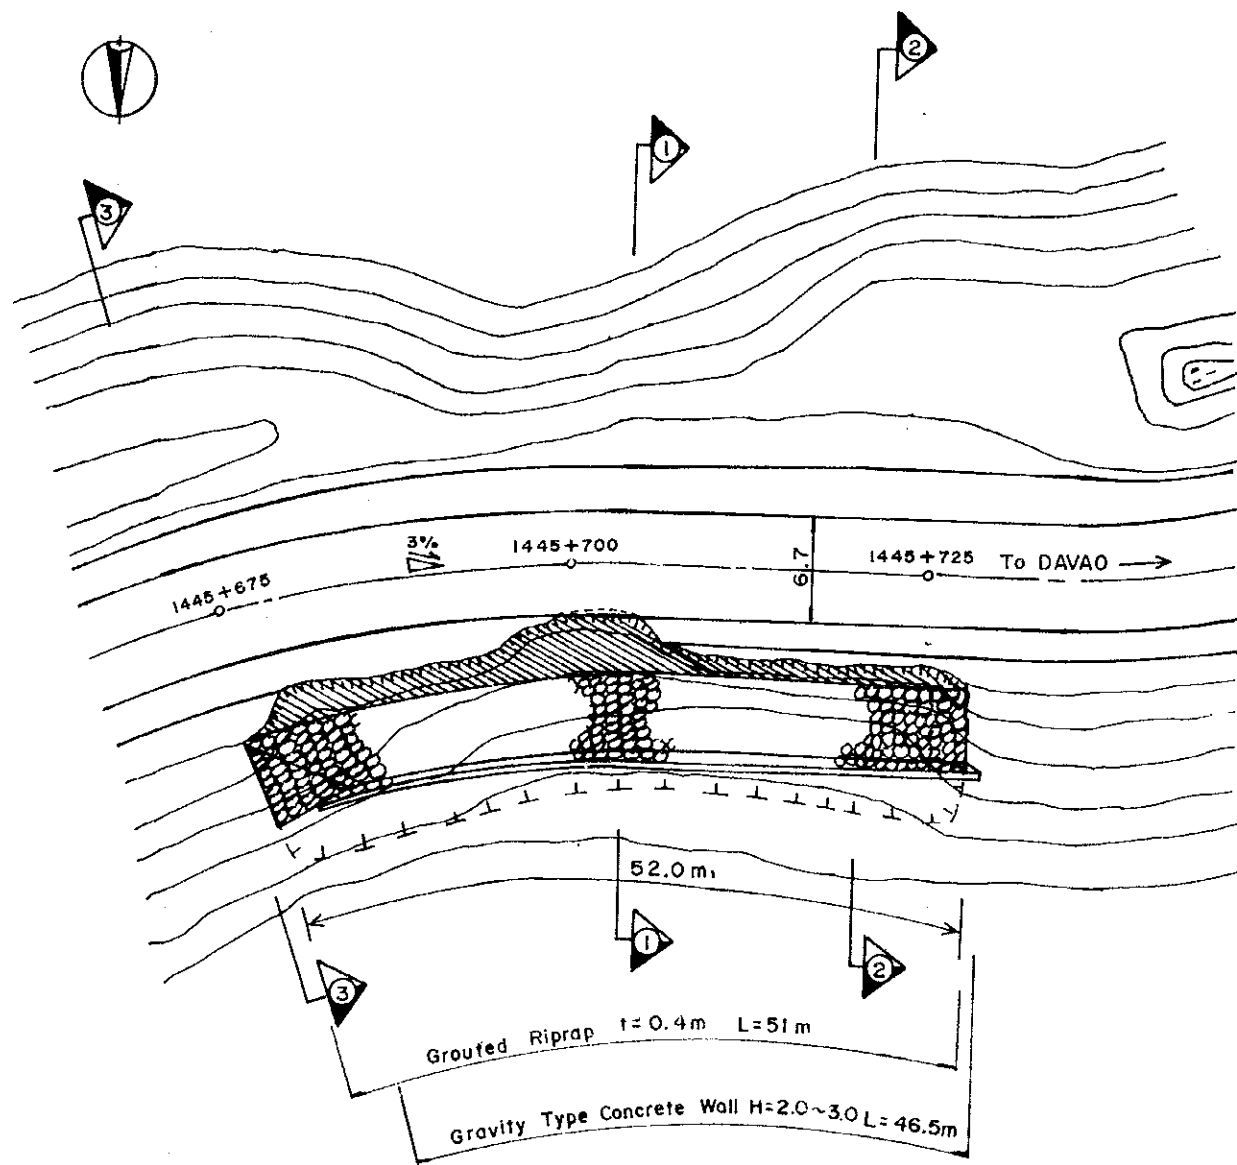 2
1
3
3%
1445+700
6.7
1445+725 To DAVAO
1445+675
52.0 m.
1
2
3
Grouted Riprap t=0.4m L=51m
Gravity Type Concrete Wall H=2.0~3.0 L=46.5m